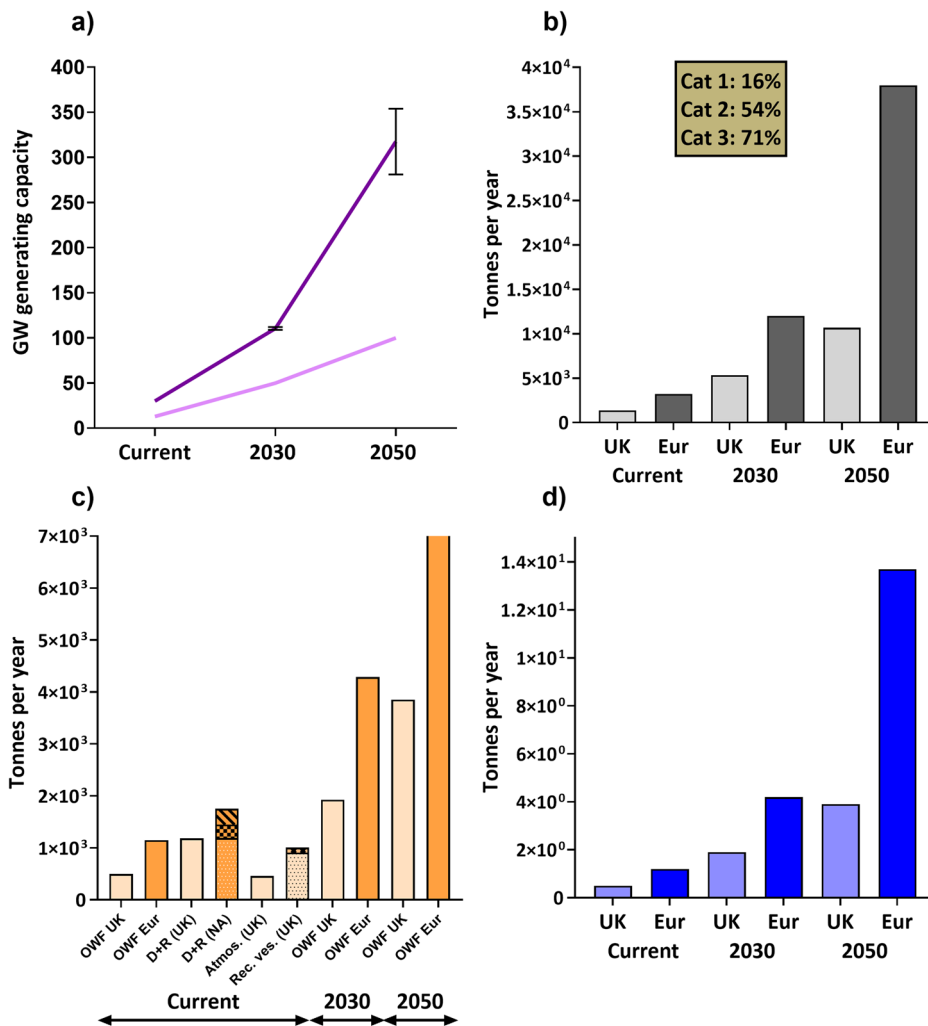 a)
400
350
300
250
200
150
100
50
0
GW generating capacity
Current 2030 2050
b)
4×10⁴
3.5×10⁴
3×10⁴
2.5×10⁴
2×10⁴
1.5×10⁴
1×10⁴
5×10³
0
Tonnes per year
Cat 1: 16%
Cat 2: 54%
Cat 3: 71%
UK Eur UK Eur UK Eur
Current 2030 2050
c)
7×10³
6×10³
5×10³
4×10³
3×10³
2×10³
1×10³
0
Tonnes per year
OWF UK
OWF Eur
D+R (UK)
D+R (NA)
Atmos. (UK)
Rec. ves. (UK)
OWF UK
OWF Eur
OWF UK
OWF Eur
Current 2030 2050
d)
1.4×10¹
1.2×10¹
1×10¹
8×10⁰
6×10⁰
4×10⁰
2×10⁰
0
Tonnes per year
UK Eur UK Eur UK Eur
Current 2030 2050